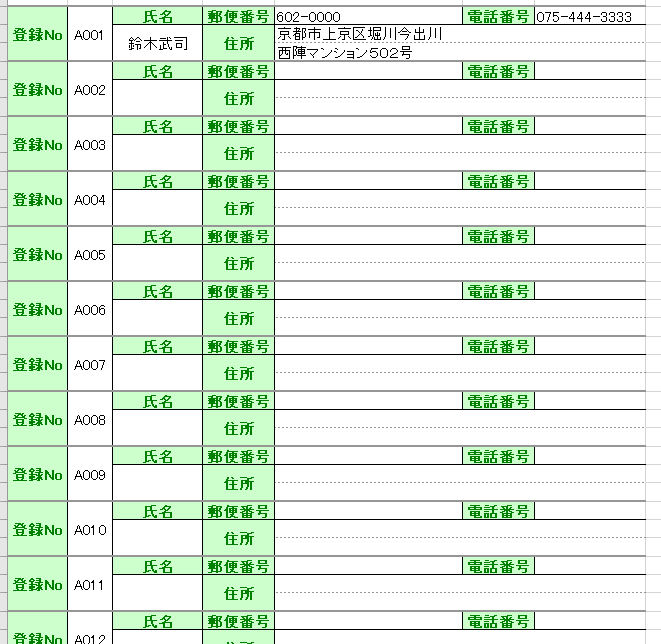 登録No A001 氏名 郵便番号 602-0000 電話番号 075-444-3333
鈴木武司 住所 京都市上京区堀川今出川
西陣マンション502号
登録No A002 氏名 郵便番号 電話番号
住所
登録No A003 氏名 郵便番号 電話番号
住所
登録No A004 氏名 郵便番号 電話番号
住所
登録No A005 氏名 郵便番号 電話番号
住所
登録No A006 氏名 郵便番号 電話番号
住所
登録No A007 氏名 郵便番号 電話番号
住所
登録No A008 氏名 郵便番号 電話番号
住所
登録No A009 氏名 郵便番号 電話番号
住所
登録No A010 氏名 郵便番号 電話番号
住所
登録No A011 氏名 郵便番号 電話番号
住所
登録No A012 氏名 郵便番号 電話番号